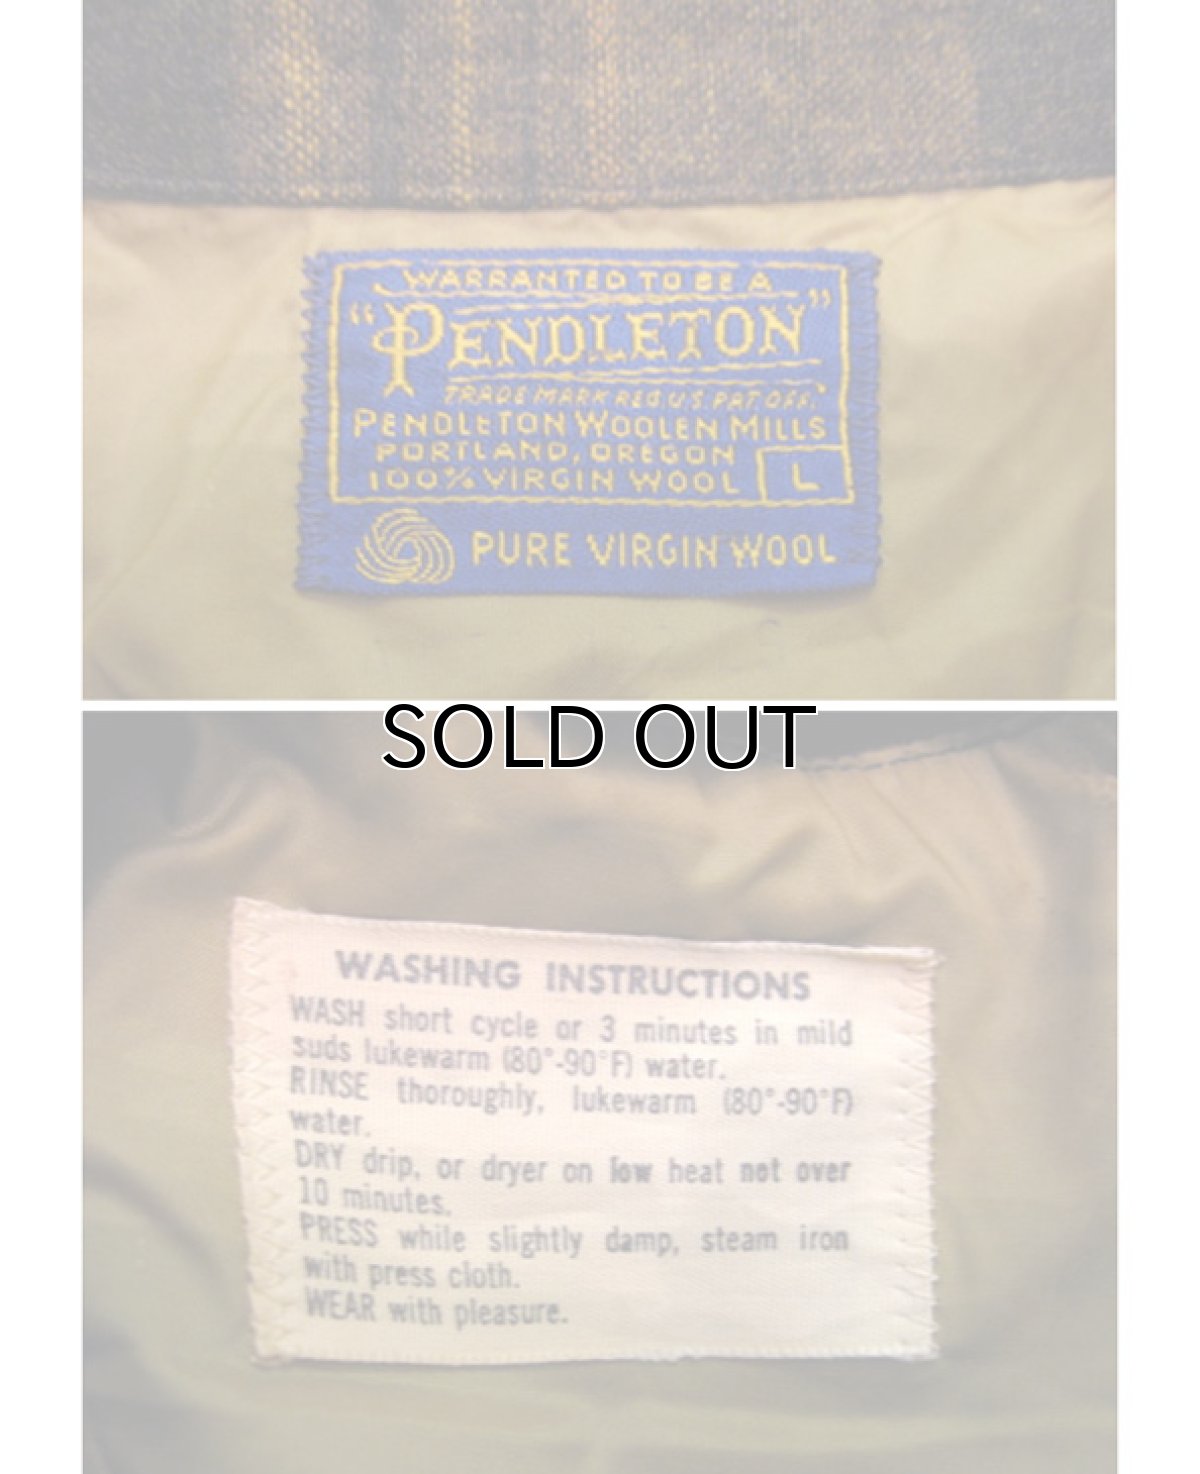 WARRANTED TO BE A
"PENDLETON"
TRADE MARK REG. U.S. PAT. OFF.
PENDLETON WOOLEN MILLS
PORTLAND, OREGON
100% VIRGIN WOOL
L
PURE VIRGIN WOOL
SOLD OUT
WASHING INSTRUCTIONS
WASH short cycle or 3 minutes in mild
suds lukewarm (80°-90°F) water.
RINSE thoroughly, lukewarm (80°-90°F)
water.
DRY drip, or dryer on low heat not over
10 minutes.
PRESS while slightly damp, steam iron
with press cloth.
WEAR with pleasure.